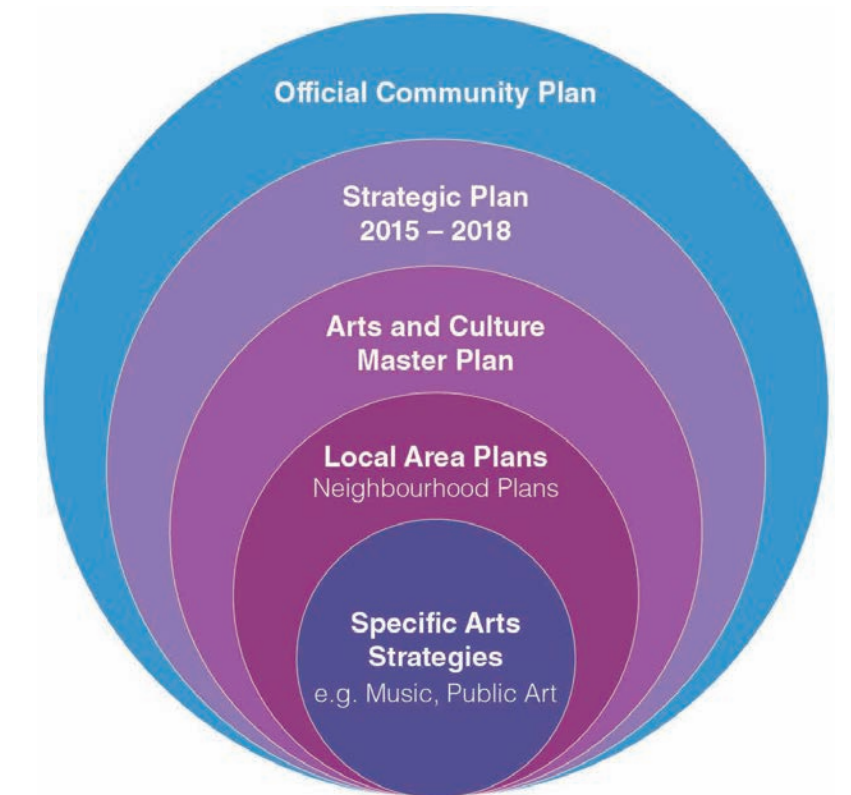 Official Community Plan
Strategic Plan
2015 – 2018
Arts and Culture
Master Plan
Local Area Plans
Neighbourhood Plans
Specific Arts
Strategies
e.g. Music, Public Art